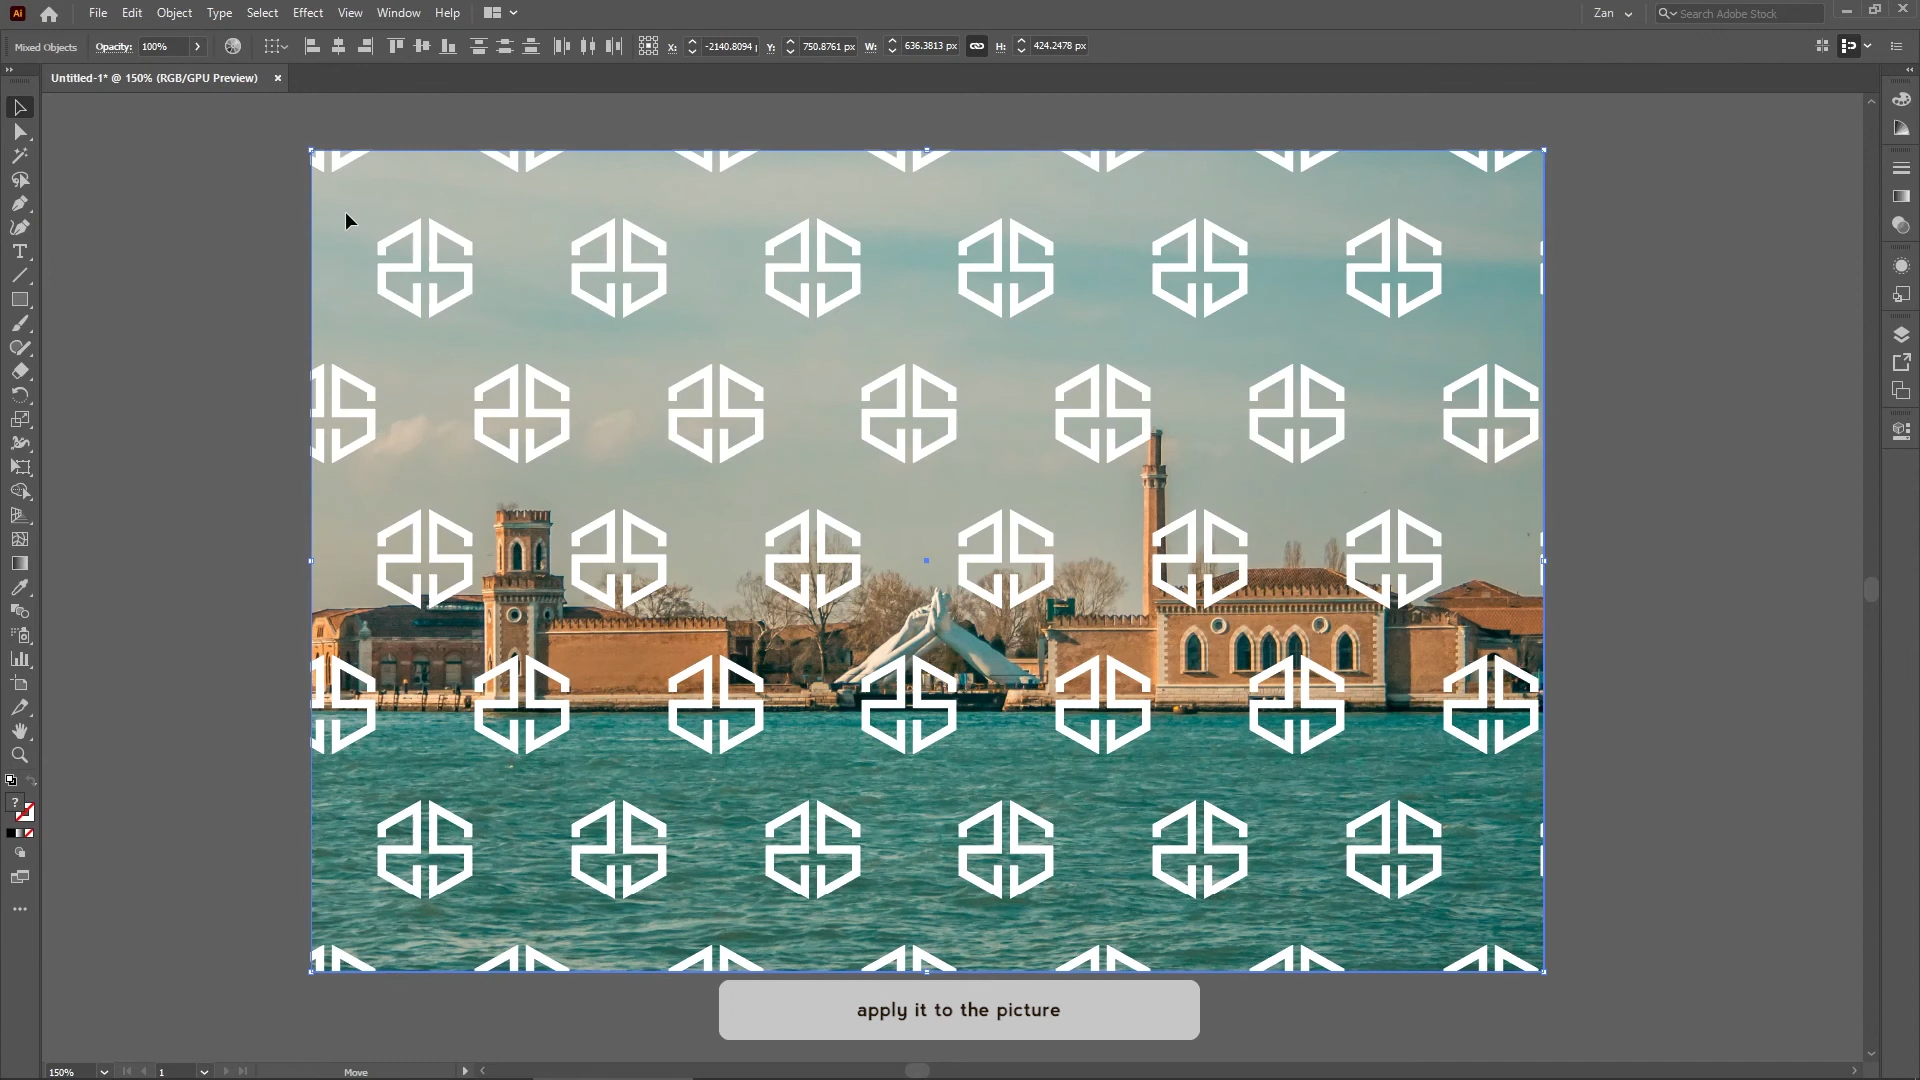 Ai File Edit Object Type Select Effect View Window Help Zan Search Adobe Stock
Mixed Objects Opacity: 100% X: -2140.8094 Y: 750.8761 px W: 636.3813 px H: 424.2478 px
Untitled-1* @ 150% (RGB/GPU Preview)
apply it to the picture
150% 1 Move